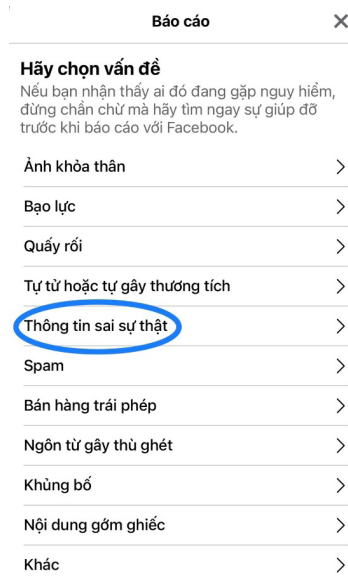 Báo cáo
Hãy chọn vấn đề
Nếu bạn nhận thấy ai đó đang gặp nguy hiểm,
đừng chần chừ mà hãy tìm ngay sự giúp đỡ
trước khi báo cáo với Facebook.
Ảnh khỏa thân
Bạo lực
Quấy rối
Tự tử hoặc tự gây thương tích
Thông tin sai sự thật
Spam
Bán hàng trái phép
Ngôn từ gây thù ghét
Khủng bố
Nội dung gớm ghiếc
Khác